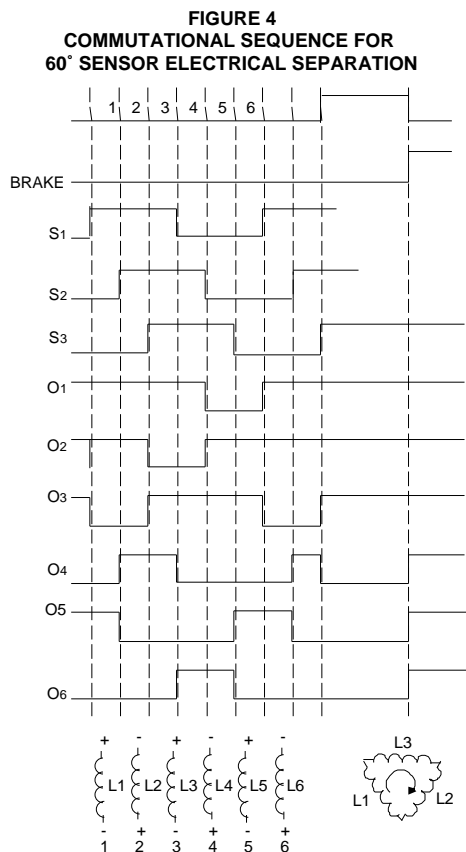 FIGURE 4
COMMUTATIONAL SEQUENCE FOR
60˚ SENSOR ELECTRICAL SEPARATION
1 2 3 4 5 6
BRAKE
S1
S2
S3
O1
O2
O3
O4
O5
O6
+ - + - + -
L1 L2 L3 L4 L5 L6
- + - + - +
1 2 3 4 5 6
L3
L1 L2